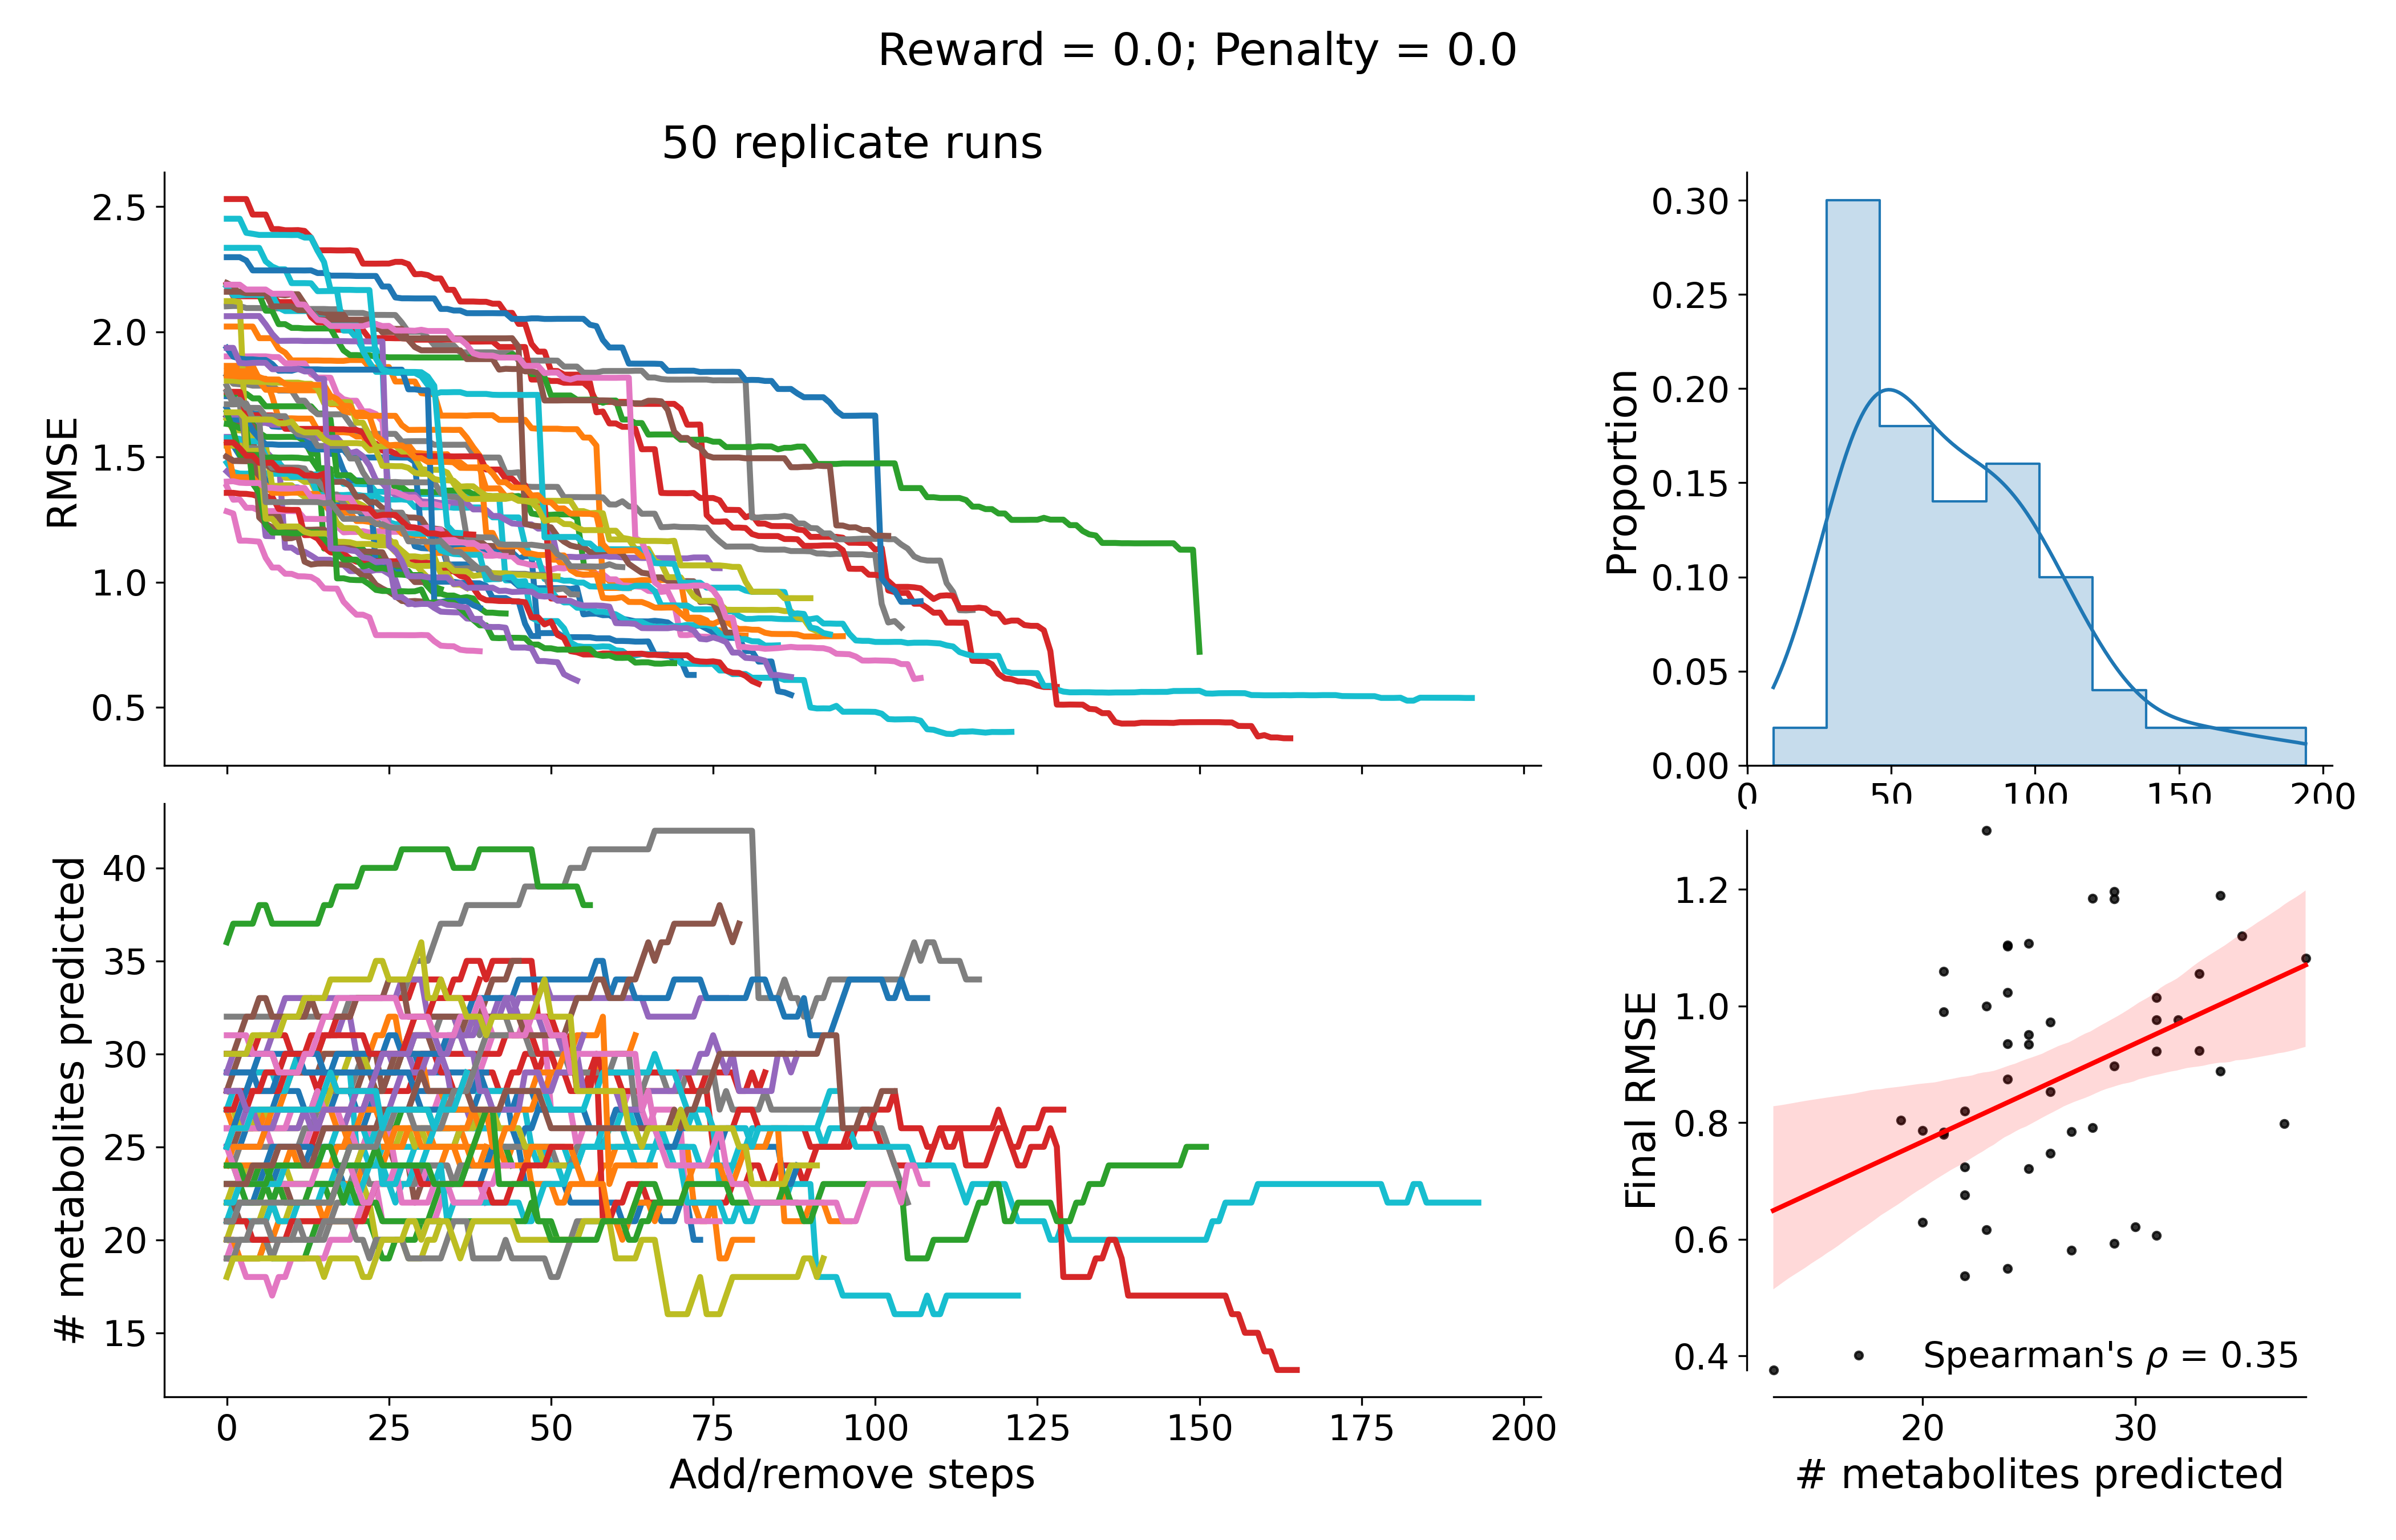 Reward = 0.0; Penalty = 0.0
50 replicate runs
RMSE
2.5
2.0
1.5
1.0
0.5
Proportion
0.30
0.25
0.20
0.15
0.10
0.05
0.00
0 50 100 150 200
# metabolites predicted
40
35
30
25
20
15
0 25 50 75 100 125 150 175 200
Add/remove steps
Final RMSE
1.2
1.0
0.8
0.6
0.4
Spearman's ρ = 0.35
20 30
# metabolites predicted